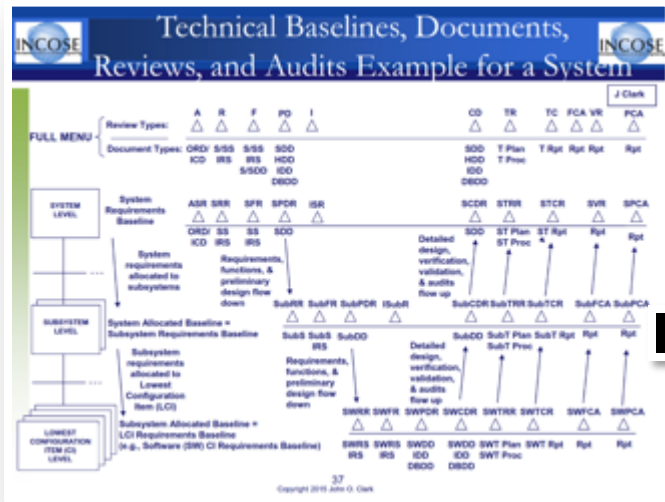 INCOSE
Technical Baselines, Documents,
INCOSE
Reviews, and Audits Example for a System
J Clark
FULL MENU
Review Types:
A R F PD I CD TR TC FCA VR PCA
Document Types:
ORD/ S/SS S/SS SDD SDD T Plan T Rpt Rpt Rpt Rpt
ICD IRS IRS HDD HDD T Proc
S/SDD IDD IDD
DBDD DBDD
SYSTEM
LEVEL
System
Requirements
Baseline
ASR SRR SFR SPDR ISR SCDR STRR STCR SVR SPCA
ORD/ SS SS SDD SDD ST Plan ST Rpt Rpt Rpt
ICD IRS IRS ST Proc
System
requirements
allocated to
subsystems
Requirements,
functions, &
preliminary
design flow
down
Detailed
design,
verification,
validation,
& audits
flow up
SUBSYSTEM
LEVEL
System Allocated Baseline =
Subsystem Requirements Baseline
SubRR SubFR SubPDR ISubR SubCDR SubTRR SubTCR SubFCA SubPCA
SubS SubS SubDD SubDD SubT Plan SubT Rpt Rpt Rpt
IRS SubT Proc
Subsystem
requirements
allocated to
Lowest
Configuration
Item (LCI)
Requirements,
functions, &
preliminary
design flow
down
Detailed
design,
verification,
validation,
& audits
flow up
LOWEST
CONFIGURATION
ITEM (CI)
LEVEL
Subsystem Allocated Baseline =
LCI Requirements Baseline
(e.g., Software (SW) CI Requirements Baseline)
SWRR SWFR SWPDR SWCDR SWTRR SWTCR SWFCA SWPCA
SWRS SWRS SWDD SWDD SWT Plan SWT Rpt Rpt Rpt
IRS IRS IDD IDD SWT Proc
DBDD DBDD
37
Copyright 2015 John O. Clark